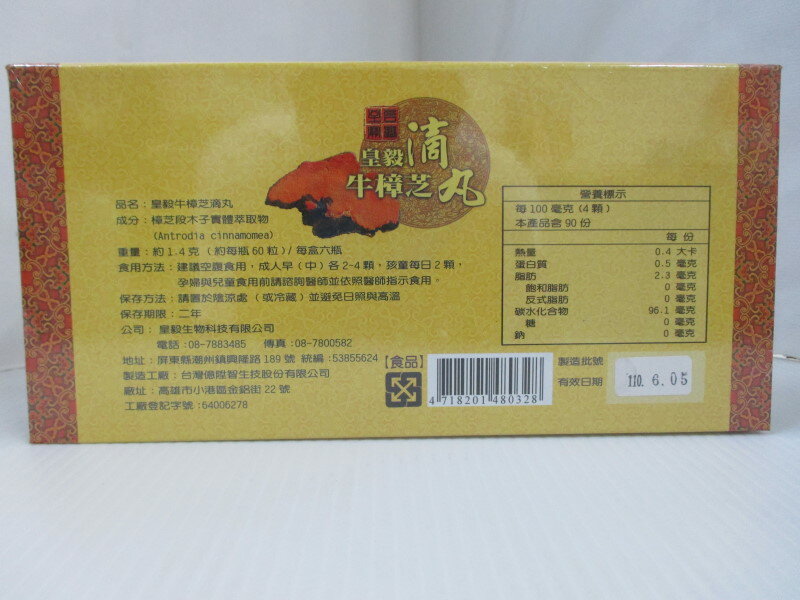 皇毅
牛樟芝
滴丸
品名：皇毅牛樟芝滴丸
成分：樟芝段木子實體萃取物
(Antrodia cinnamomea)
重量：約1.4克 (約每瓶60粒)/每盒六瓶
食用方法：建議空腹食用，成人早（中）各2-4顆，孩童每日2顆，
孕婦與兒童食用前請諮詢醫師並依照醫師指示食用。
保存方法：請置於陰涼處（或冷藏）並避免日照與高溫
保存期限：二年
公司：皇毅生物科技有限公司
電話:08-7883485 傳真:08-7800582
地址：屏東縣潮州鎮興隆路189號 統編:53855624
製造工廠：台灣億陞智生技股份有限公司
廠址：高雄市小港區金鋁街22號
工廠登記字號:64006278
【食品】
4 718201 480328
營養標示
每100毫克(4顆)
本產品含90份
每 份
熱量 0.4 大卡
蛋白質 0.5 毫克
脂肪 2.3 毫克
飽和脂肪 0 毫克
反式脂肪 0 毫克
碳水化合物 96.1 毫克
糖 0 毫克
鈉 0 毫克
製造批號
有效日期 110. 6.05